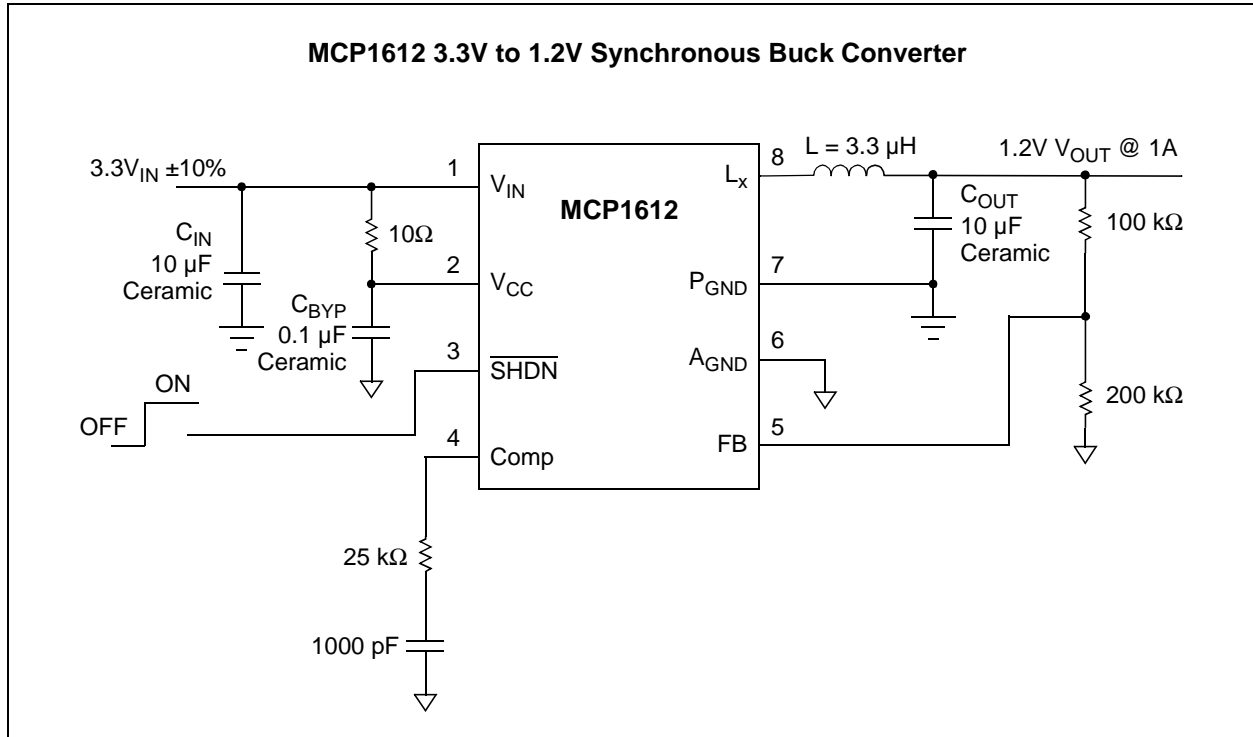 MCP1612 3.3V to 1.2V Synchronous Buck Converter
3.3VIN ±10%
1
VIN
MCP1612
Lx
8
L = 3.3 µH
1.2V VOUT @ 1A
CIN
10 µF
Ceramic
10Ω
COUT
10 µF
Ceramic
100 kΩ
2
VCC
PGND
7
CBYP
0.1 µF
Ceramic
3
SHDN
AGND
6
ON
OFF
200 kΩ
4
Comp
FB
5
25 kΩ
1000 pF